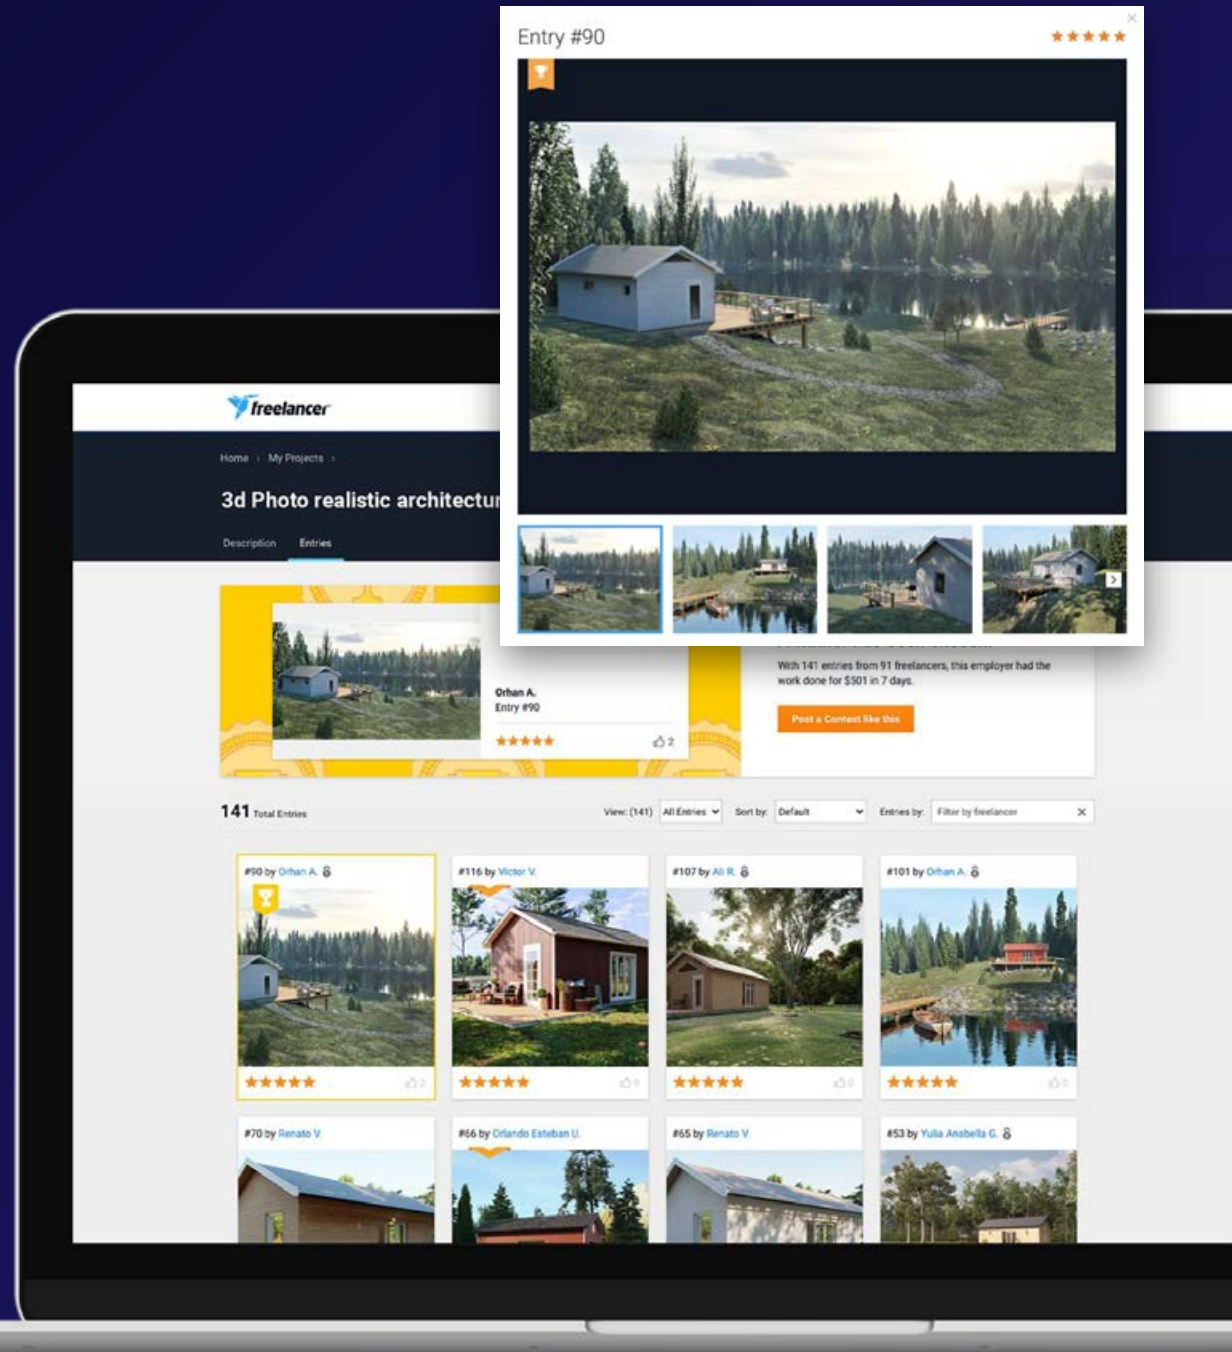 Entry #90
freelancer
Home › My Projects ›
3d Photo realistic architectur
Description Entries
With 141 entries from 91 freelancers, this employer had the
work done for $501 in 7 days.
Post a Contest like this
Orhan A.
Entry #90
2
141 Total Entries
View: (141) All Entries Sort by: Default Entries by: Filter by freelancer
#90 by Orhan A.
#116 by Victor V.
#107 by Ali R.
#101 by Orhan A.
2
0
0
0
#70 by Renato V.
#66 by Orlando Esteban U.
#65 by Renato V.
#53 by Yulia Anabella G.